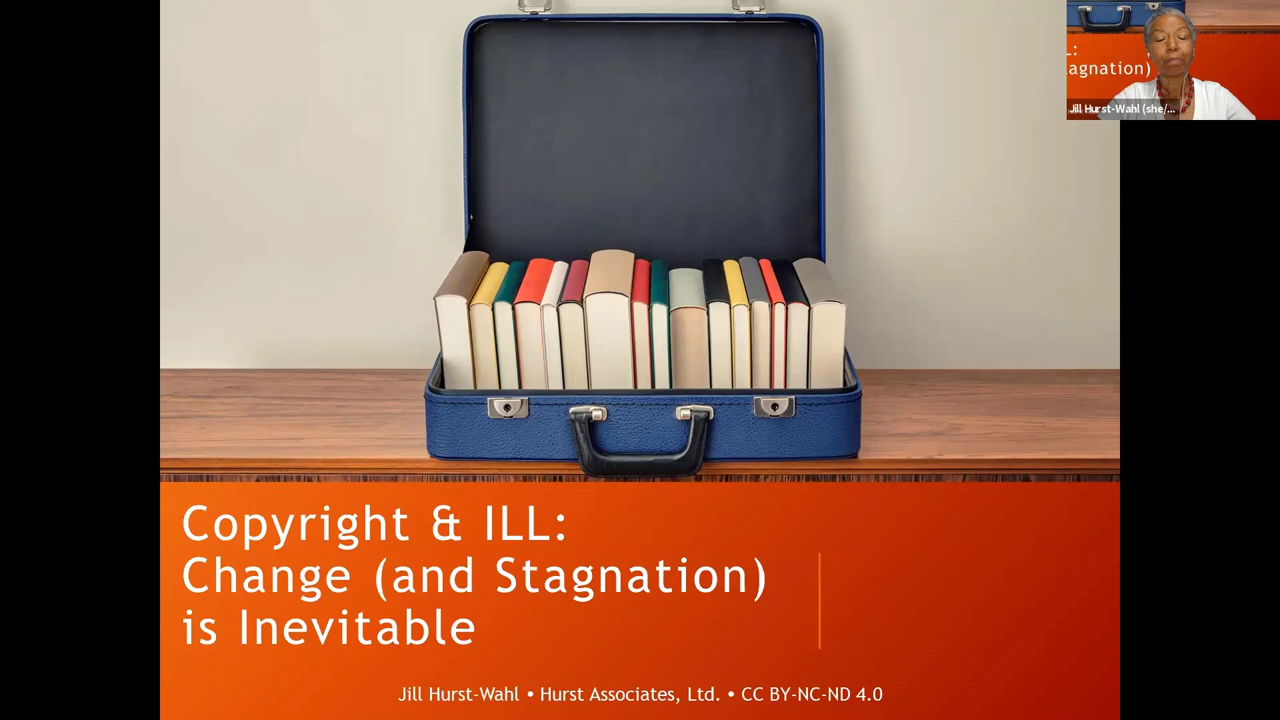 L:
tagnation)
Jill Hurst-Wahl (she/...
Copyright & ILL:
Change (and Stagnation)
is Inevitable
Jill Hurst-Wahl • Hurst Associates, Ltd. • CC BY-NC-ND 4.0